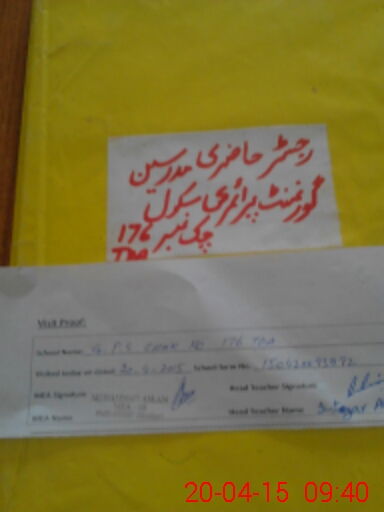 رجسٹر حاضری مدرسین
گورنمنٹ پرائمری سکول
چک نمبر 176
TDA
Visit Proof:
School Name: G.P.S CHAK NO 176 TDA
Visited today on dated 20-4-2015 School form No.
MEA Signature Head Teacher Signature
MEA Name Head Teacher Name
20-04-15 09:40